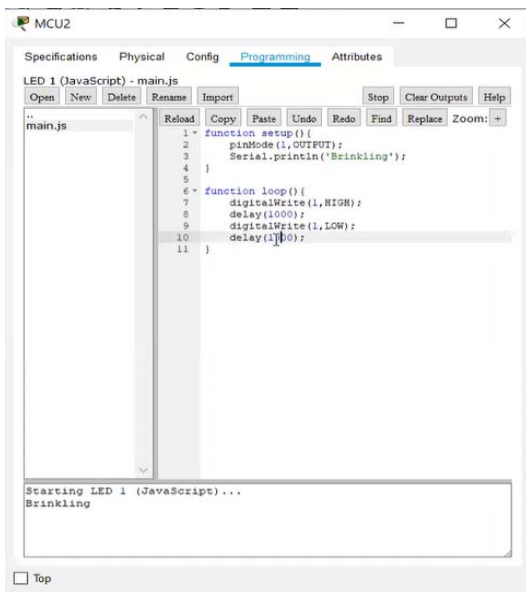 MCU2
Specifications Physical Config Programming Attributes
LED 1 (JavaScript) - main.js
Open New Delete Rename Import Stop Clear Outputs Help
..
main.js
Reload Copy Paste Undo Redo Find Replace Zoom: +
1 function setup(){
2 pinMode(1,OUTPUT);
3 Serial.println('Brinkling');
4 }
5
6 function loop(){
7 digitalWrite(1,HIGH);
8 delay(1000);
9 digitalWrite(1,LOW);
10
11 }
Starting LED 1 (JavaScript)...
Brinkling
Top